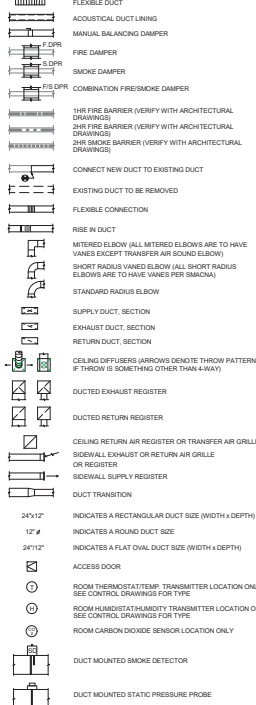 FLEXIBLE DUCT
ACOUSTICAL DUCT LINING
MANUAL BALANCING DAMPER
F.DPR
FIRE DAMPER
S.DPR
SMOKE DAMPER
F/S DPR
COMBINATION FIRE/SMOKE DAMPER
1HR FIRE BARRIER (VERIFY WITH ARCHITECTURAL
DRAWINGS)
2HR FIRE BARRIER (VERIFY WITH ARCHITECTURAL
DRAWINGS)
2HR SMOKE BARRIER (VERIFY WITH ARCHITECTURAL
DRAWINGS)
CONNECT NEW DUCT TO EXISTING DUCT
EXISTING DUCT TO BE REMOVED
FLEXIBLE CONNECTION
RISE IN DUCT
R
MITERED ELBOW (ALL MITERED ELBOWS ARE TO HAVE
VANES EXCEPT TRANSFER AIR SOUND ELBOW)
SHORT RADIUS VANED ELBOW (ALL SHORT RADIUS
ELBOWS ARE TO HAVE VANES PER SMACNA)
STANDARD RADIUS ELBOW
SUPPLY DUCT, SECTION
EXHAUST DUCT, SECTION
RETURN DUCT, SECTION
CEILING DIFFUSERS (ARROWS DENOTE THROW PATTERN
IF THROW IS SOMETHING OTHER THAN 4-WAY)
DUCTED EXHAUST REGISTER
DUCTED RETURN REGISTER
CEILING RETURN AIR REGISTER OR TRANSFER AIR GRILLE
SIDEWALL EXHAUST OR RETURN AIR GRILLE
OR REGISTER
SIDEWALL SUPPLY REGISTER
DUCT TRANSITION
24"x12"
INDICATES A RECTANGULAR DUCT SIZE (WIDTH x DEPTH)
12" ø
INDICATES A ROUND DUCT SIZE
24"/12"
INDICATES A FLAT OVAL DUCT SIZE (WIDTH x DEPTH)
ACCESS DOOR
T
ROOM THERMOSTAT/TEMP. TRANSMITTER LOCATION ONL
SEE CONTROL DRAWINGS FOR TYPE
H
ROOM HUMIDISTAT/HUMIDITY TRANSMITTER LOCATION O
SEE CONTROL DRAWINGS FOR TYPE
ROOM CARBON DIOXIDE SENSOR LOCATION ONLY
SD
DUCT MOUNTED SMOKE DETECTOR
DUCT MOUNTED STATIC PRESSURE PROBE